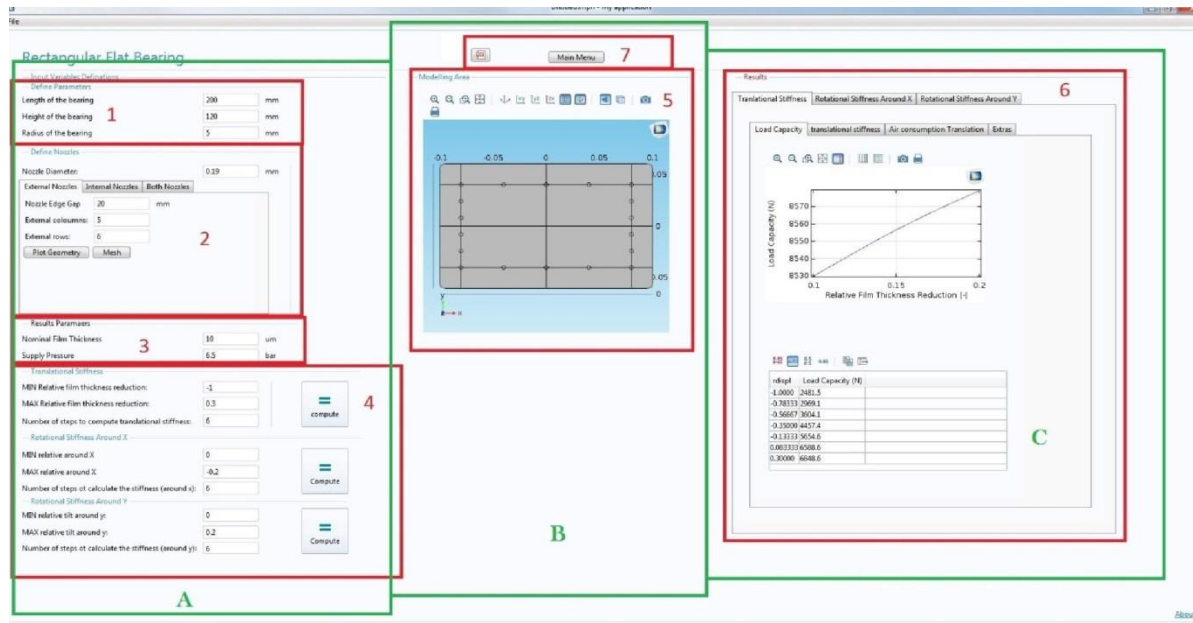 Untitled.mph - my application
File
Rectangular Flat Bearing
Input Variables Definations
Define Parameters
Length of the bearing 200 mm
Height of the bearing 120 mm
Radius of the bearing 5 mm
1
Define Nozzles
Nozzle Diameter: 0.19 mm
External Nozzles Internal Nozzles Both Nozzles
Nozzle Edge Gap 20 mm
External coloumns: 5
External rows: 6
Plot Geometry Mesh
2
Results Paramaers
Nominal Film Thickness 10 um
Supply Pressure 6.5 bar
3
Translational Stiffness
MIN Relative film thickness reduction: -1
MAX Relative film thickness reduction: 0.3
Number of steps to compute translational stiffness: 6
= compute
4
Rotational Stiffness Around X
MIN relative around X 0
MAX relative around X -0.2
Number of steps ot calculate the stiffness (around x): 6
= Compute
Rotational Stiffness Around Y
MIN relative tilt around y: 0
MAX relative tilt around y: 0.2
Number of steps ot calculate the stiffness (around y): 6
= Compute
A
Main Menu 7
Modelling Area
5
-0.1 -0.05 0 0.05 0.1
0.05
0
0.05
0
y
x
B
Results
6
Translational Stiffness Rotational Stiffness Around X Rotational Stiffness Around Y
Load Capacity translational stiffness Air consumption Translation Extras
Load Capacity (N)
8570
8560
8550
8540
8530
0.1 0.15 0.2
Relative Film Thickness Reduction [-]
rdispl Load Capacity (N)
-1.0000 2481.5
-0.78333 2969.1
-0.56667 3604.1
-0.35000 4457.4
-0.13333 5654.6
0.083333 6588.6
0.30000 6848.6
C
About